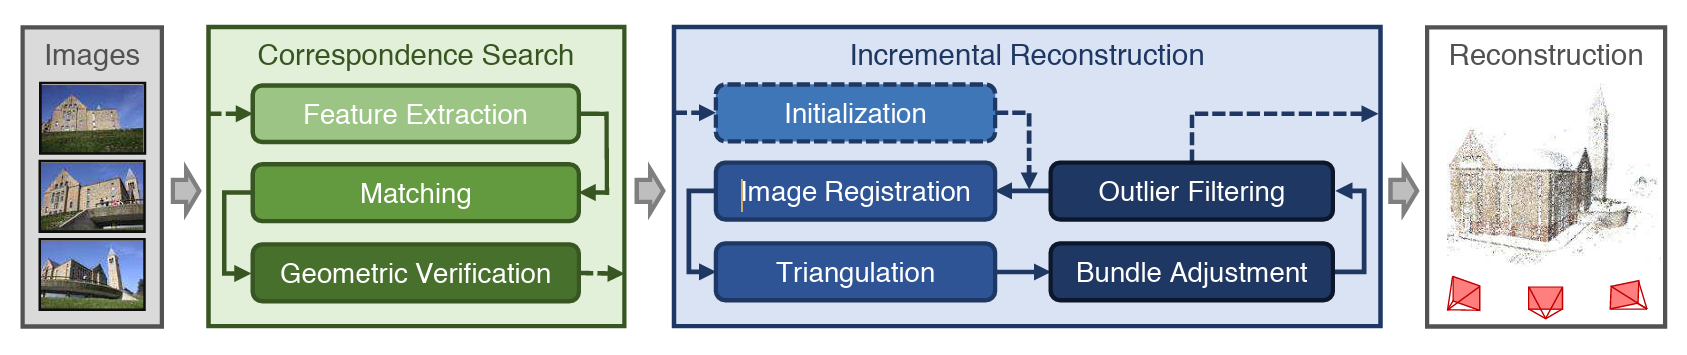 Images
Correspondence Search
Feature Extraction
Matching
Geometric Verification
Incremental Reconstruction
Initialization
Image Registration
Outlier Filtering
Triangulation
Bundle Adjustment
Reconstruction